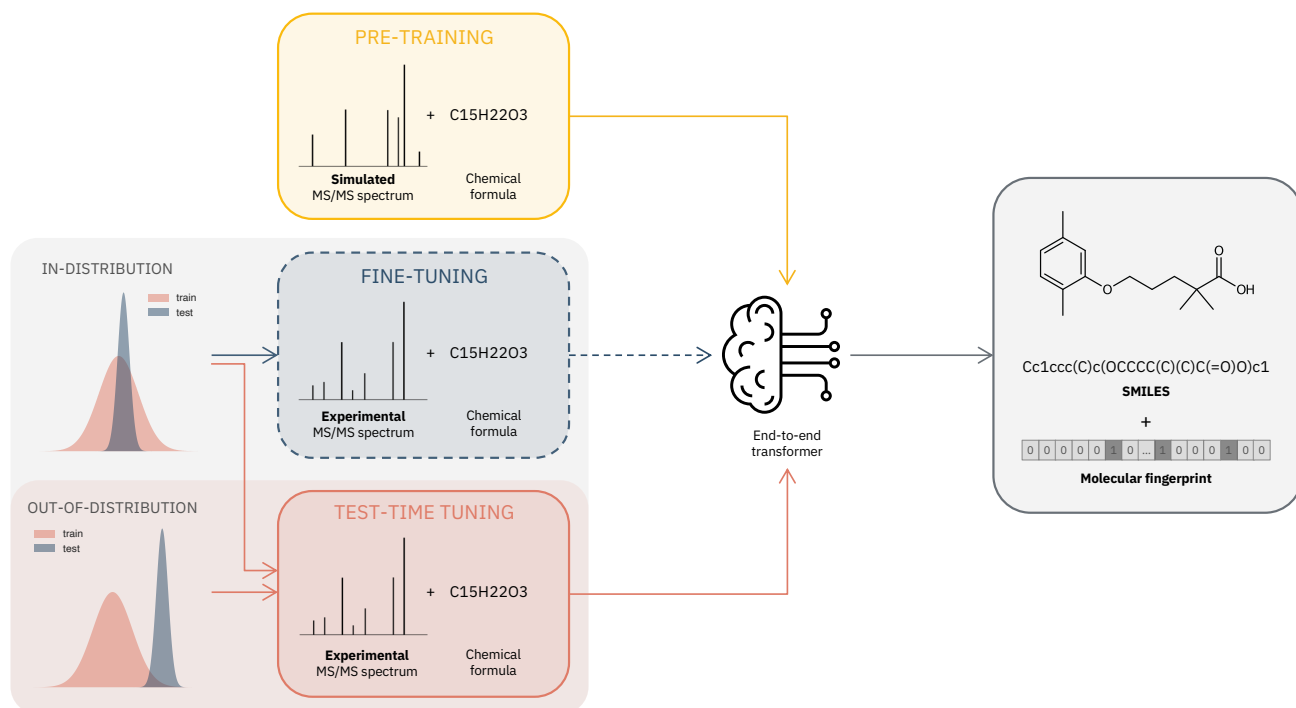 PRE-TRAINING
+ C15H22O3
Simulated
MS/MS spectrum
Chemical
formula
IN-DISTRIBUTION
train
test
FINE-TUNING
+ C15H22O3
Experimental
MS/MS spectrum
Chemical
formula
OUT-OF-DISTRIBUTION
train
test
TEST-TIME TUNING
+ C15H22O3
Experimental
MS/MS spectrum
Chemical
formula
End-to-end
transformer
O
OH
O
Cc1ccc(C)c(OCCCC(C)(C)C(=O)O)c1
SMILES
+
0 0 0 0 0 1 0 ... 1 0 0 0 1 0 0
Molecular fingerprint